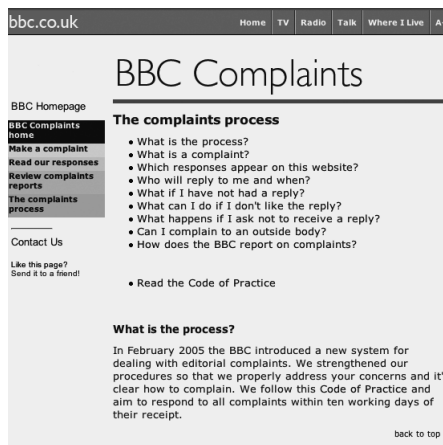 bbc.co.uk
Home TV Radio Talk Where I Live
BBC Complaints
BBC Homepage
BBC Complaints
home
Make a complaint
Read our responses
Review complaints
reports
The complaints
process
Contact Us
Like this page?
Send it to a friend!
The complaints process
• What is the process?
• What is a complaint?
• Which responses appear on this website?
• Who will reply to me and when?
• What if I have not had a reply?
• What can I do if I don't like the reply?
• What happens if I ask not to receive a reply?
• Can I complain to an outside body?
• How does the BBC report on complaints?
• Read the Code of Practice
What is the process?
In February 2005 the BBC introduced a new system for
dealing with editorial complaints. We strengthened our
procedures so that we properly address your concerns and it'
clear how to complain. We follow this Code of Practice and
aim to respond to all complaints within ten working days of
their receipt.
back to top